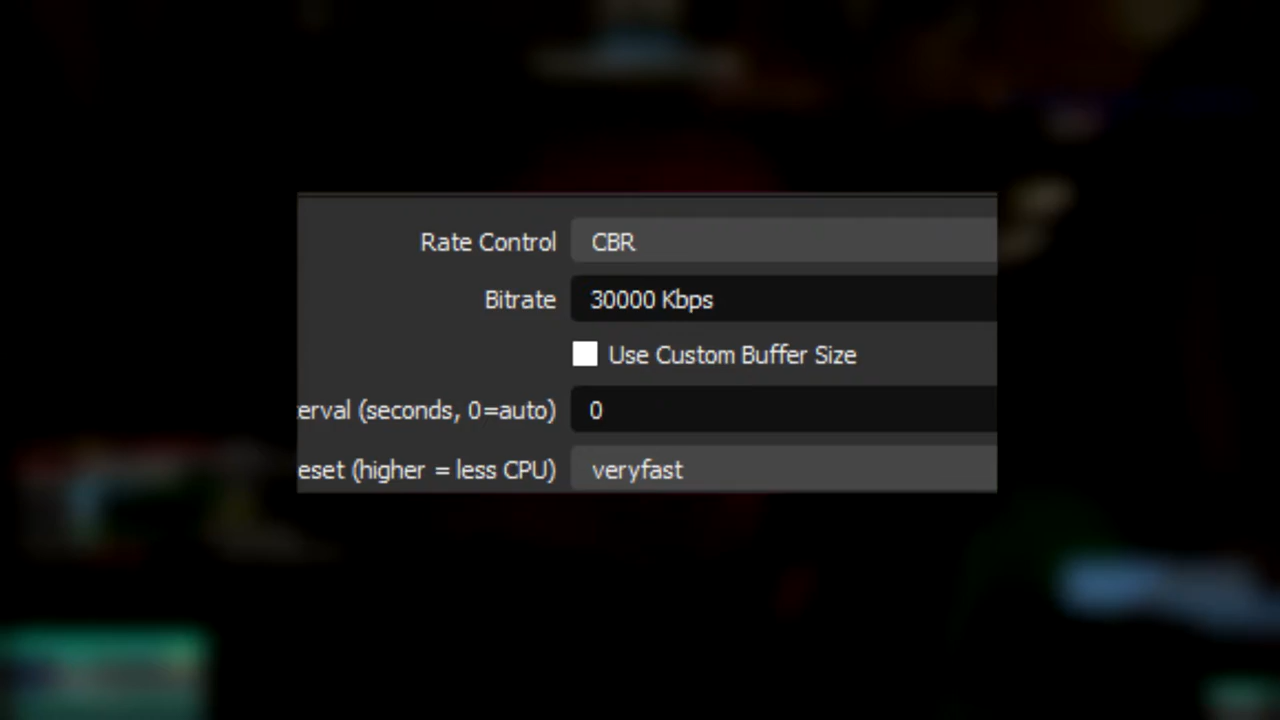 Rate Control CBR
Bitrate 30000 Kbps
Use Custom Buffer Size
erval (seconds, 0=auto) 0
eset (higher = less CPU) veryfast